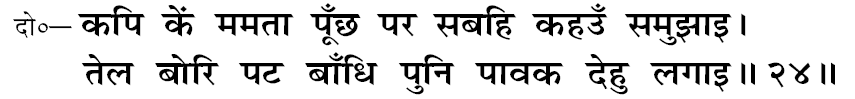 दो०— कपि कें ममता पूँछ पर सबहि कहउँ समुझाइ।
तेल बोरि पट बाँधि पुनि पावक देहु लगाइ॥ २४॥